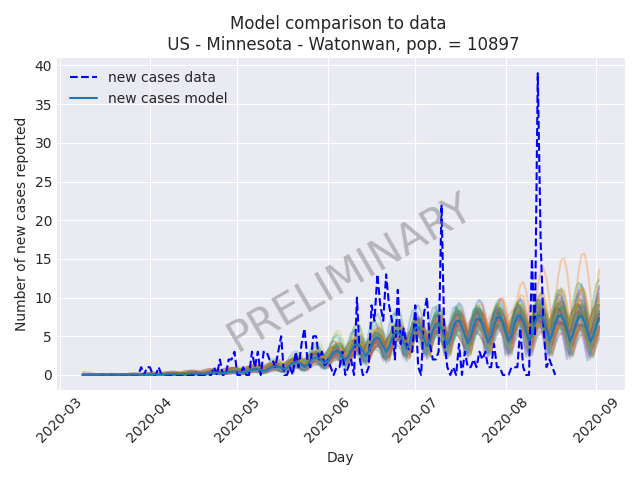 Model comparison to data
US - Minnesota - Watonwan, pop. = 10897
new cases data
new cases model
Number of new cases reported
40
35
30
25
20
15
10
5
0
PRELIMINARY
2020-03
2020-04
2020-05
2020-06
2020-07
2020-08
2020-09
Day